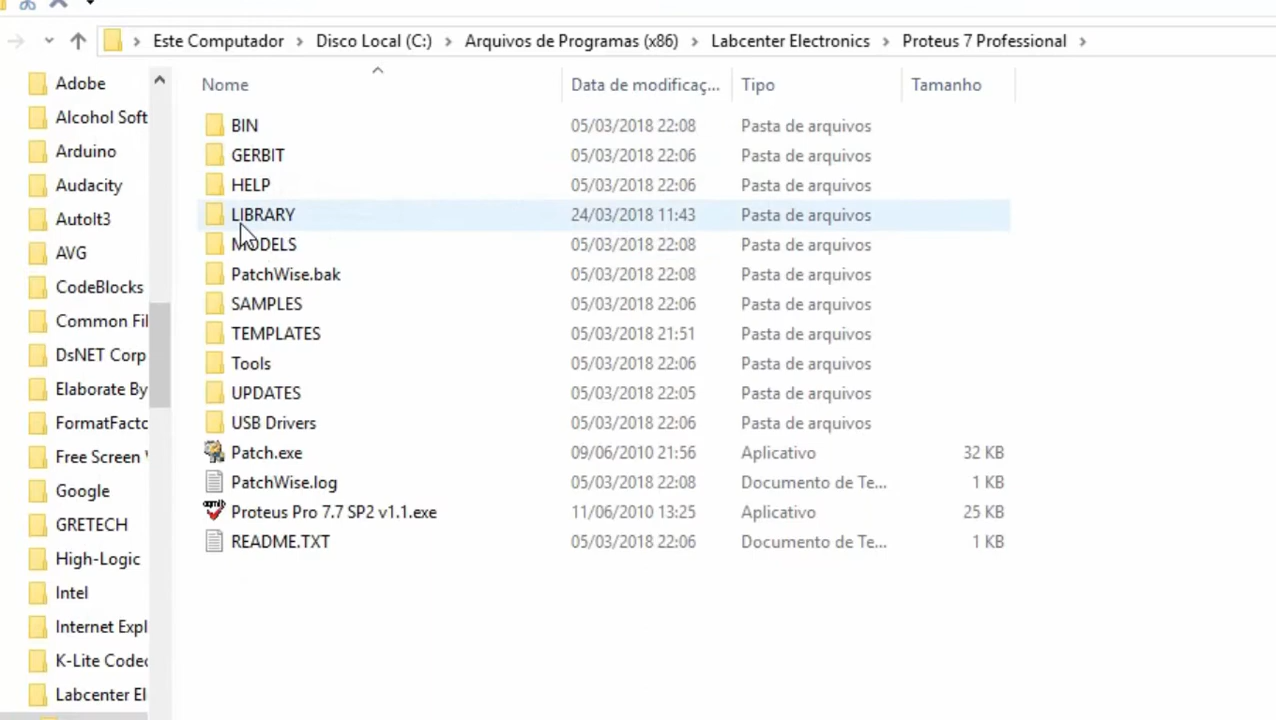 Este Computador > Disco Local (C:) > Arquivos de Programas (x86) > Labcenter Electronics > Proteus 7 Professional >
Adobe
Alcohol Soft
Arduino
Audacity
AutoIt3
AVG
CodeBlocks
Common Fil
DsNET Corp
Elaborate By
FormatFacto
Free Screen
Google
GRETECH
High-Logic
Intel
Internet Expl
K-Lite Codec
Labcenter El
Nome Data de modificaç... Tipo Tamanho
BIN 05/03/2018 22:08 Pasta de arquivos
GERBIT 05/03/2018 22:06 Pasta de arquivos
HELP 05/03/2018 22:06 Pasta de arquivos
LIBRARY 24/03/2018 11:43 Pasta de arquivos
MODELS 05/03/2018 22:08 Pasta de arquivos
PatchWise.bak 05/03/2018 22:08 Pasta de arquivos
SAMPLES 05/03/2018 22:06 Pasta de arquivos
TEMPLATES 05/03/2018 21:51 Pasta de arquivos
Tools 05/03/2018 22:06 Pasta de arquivos
UPDATES 05/03/2018 22:05 Pasta de arquivos
USB Drivers 05/03/2018 22:06 Pasta de arquivos
Patch.exe 09/06/2010 21:56 Aplicativo 32 KB
PatchWise.log 05/03/2018 22:08 Documento de Te... 1 KB
Proteus Pro 7.7 SP2 v1.1.exe 11/06/2010 13:25 Aplicativo 25 KB
README.TXT 05/03/2018 22:06 Documento de Te... 1 KB